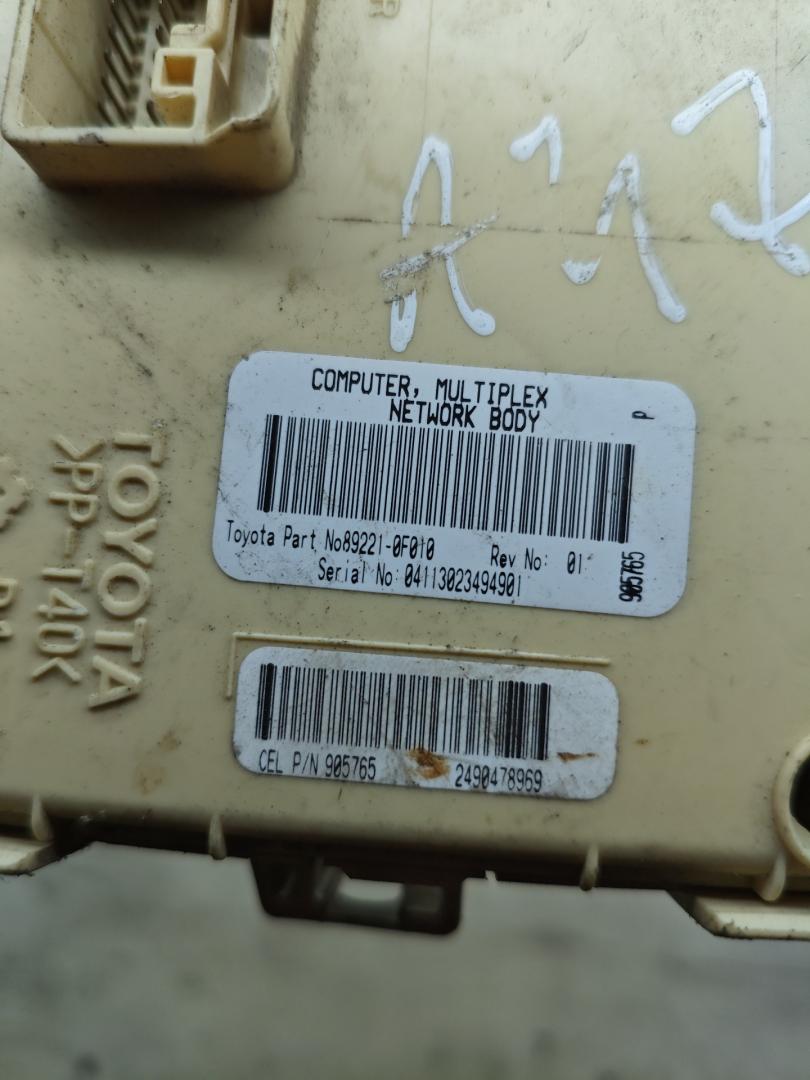 COMPUTER, MULTIPLEX
NETWORK BODY
P
Toyota Part No89221-0F010 Rev No: 01
Serial No: 04113023494901
905765
CEL P/N 905765 2490478969
TOYOTA
>PP-T40<
R